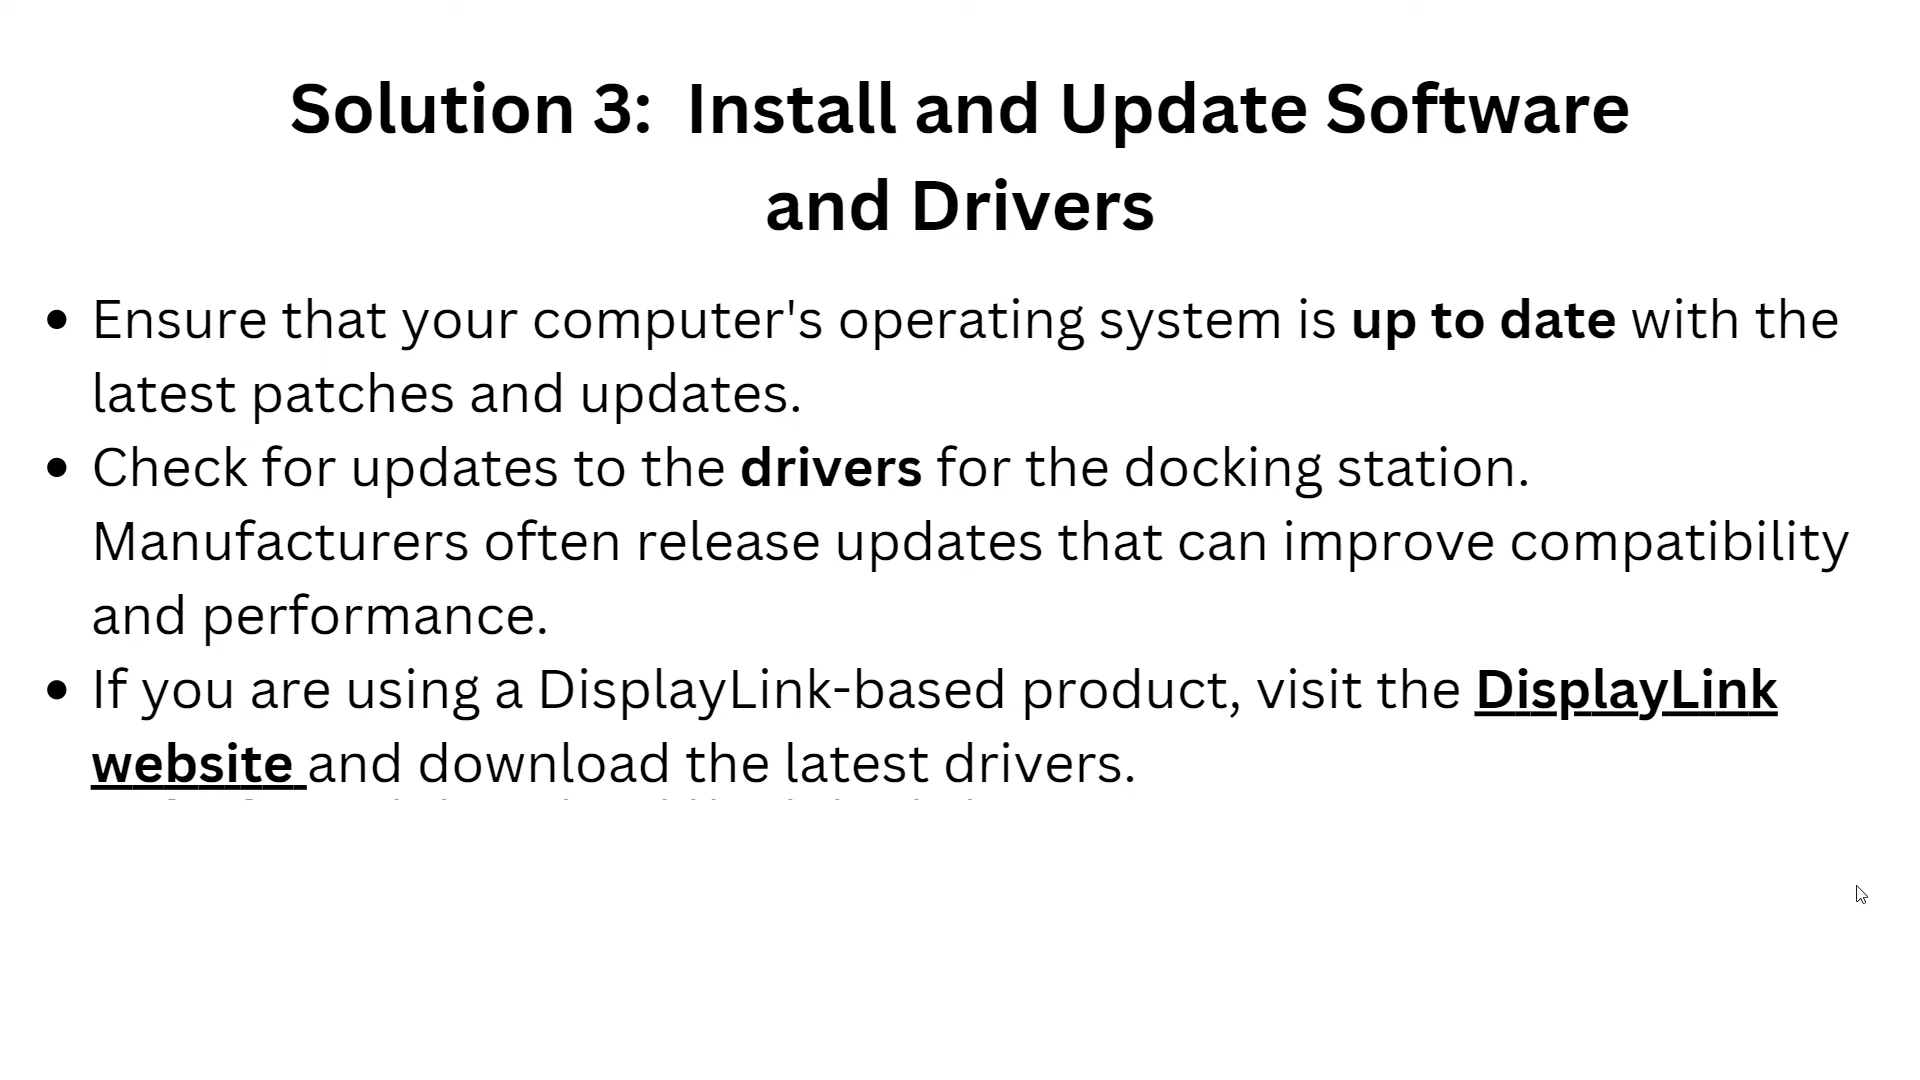 Solution 3:  Install and Update Software
and Drivers
• Ensure that your computer's operating system is up to date with the
latest patches and updates.
• Check for updates to the drivers for the docking station.
Manufacturers often release updates that can improve compatibility
and performance.
• If you are using a DisplayLink-based product, visit the DisplayLink
website and download the latest drivers.